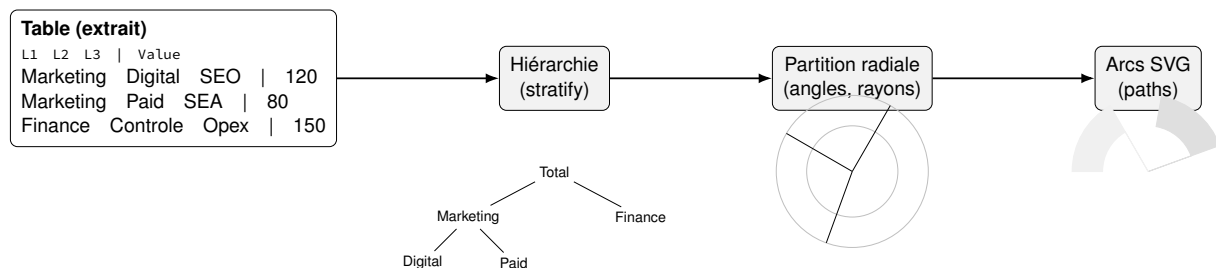 Table (extrait)
L1 L2 L3 | Value
Marketing Digital SEO | 120
Marketing Paid SEA | 80
Finance Controle Opex | 150
Hiérarchie
(stratify)
Partition radiale
(angles, rayons)
Arcs SVG
(paths)
Total
Marketing
Finance
Digital
Paid